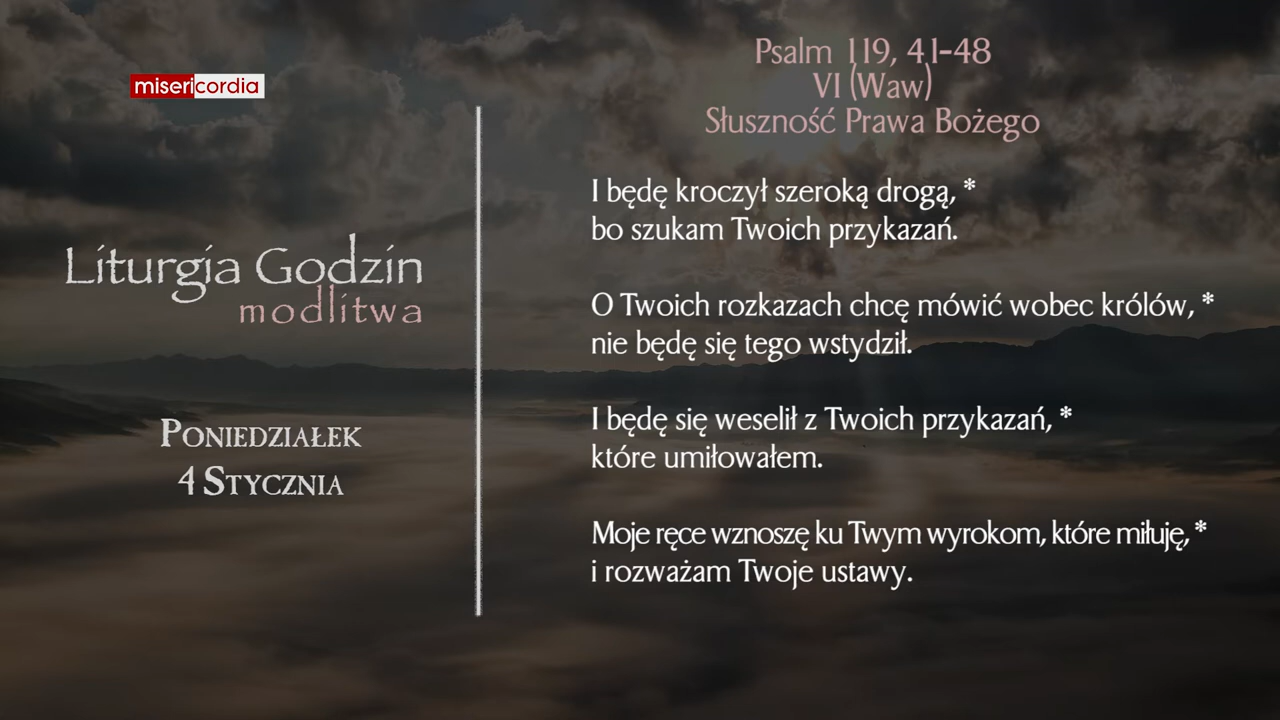 misericordia
Liturgia Godzin
modlitwa
Poniedziałek
4 Stycznia
Psalm 119, 41-48
VI (Waw)
Słuszność Prawa Bożego
I będę kroczył szeroką drogą, *
bo szukam Twoich przykazań.
O Twoich rozkazach chcę mówić wobec królów, *
nie będę się tego wstydził.
I będę się weselił z Twoich przykazań, *
które umiłowałem.
Moje ręce wznoszę ku Twym wyrokom, które miłuję, *
i rozważam Twoje ustawy.